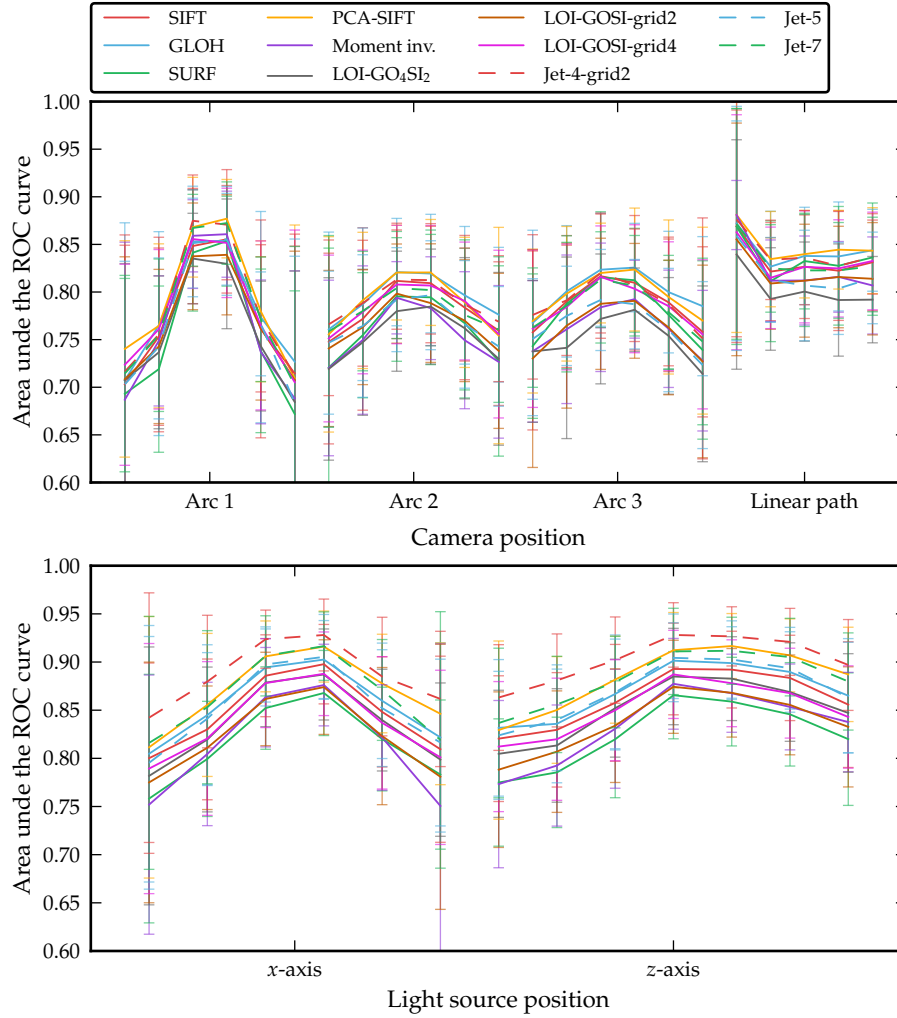 SIFT PCA-SIFT LOI-GOSI-grid2 Jet-5
GLOH Moment inv. LOI-GOSI-grid4 Jet-7
SURF LOI-GO₄SI₂ Jet-4-grid2
1.00
0.95
0.90
0.85
0.80
0.75
0.70
0.65
0.60
Area unde the ROC curve
Arc 1 Arc 2 Arc 3 Linear path
Camera position
1.00
0.95
0.90
0.85
0.80
0.75
0.70
0.65
0.60
Area unde the ROC curve
x-axis z-axis
Light source position